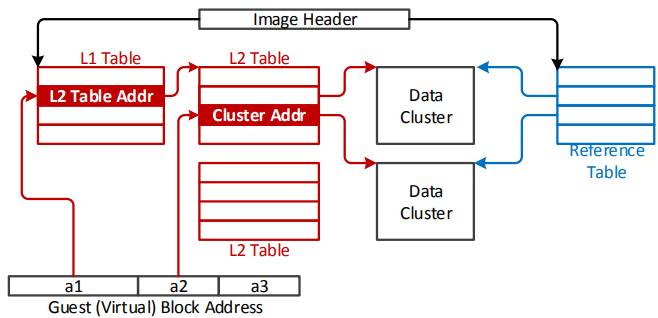 Image Header
L1 Table
L2 Table
L2 Table Addr
Cluster Addr
Data
Cluster
Reference
Table
Data
Cluster
L2 Table
a1
a2
a3
Guest (Virtual) Block Address